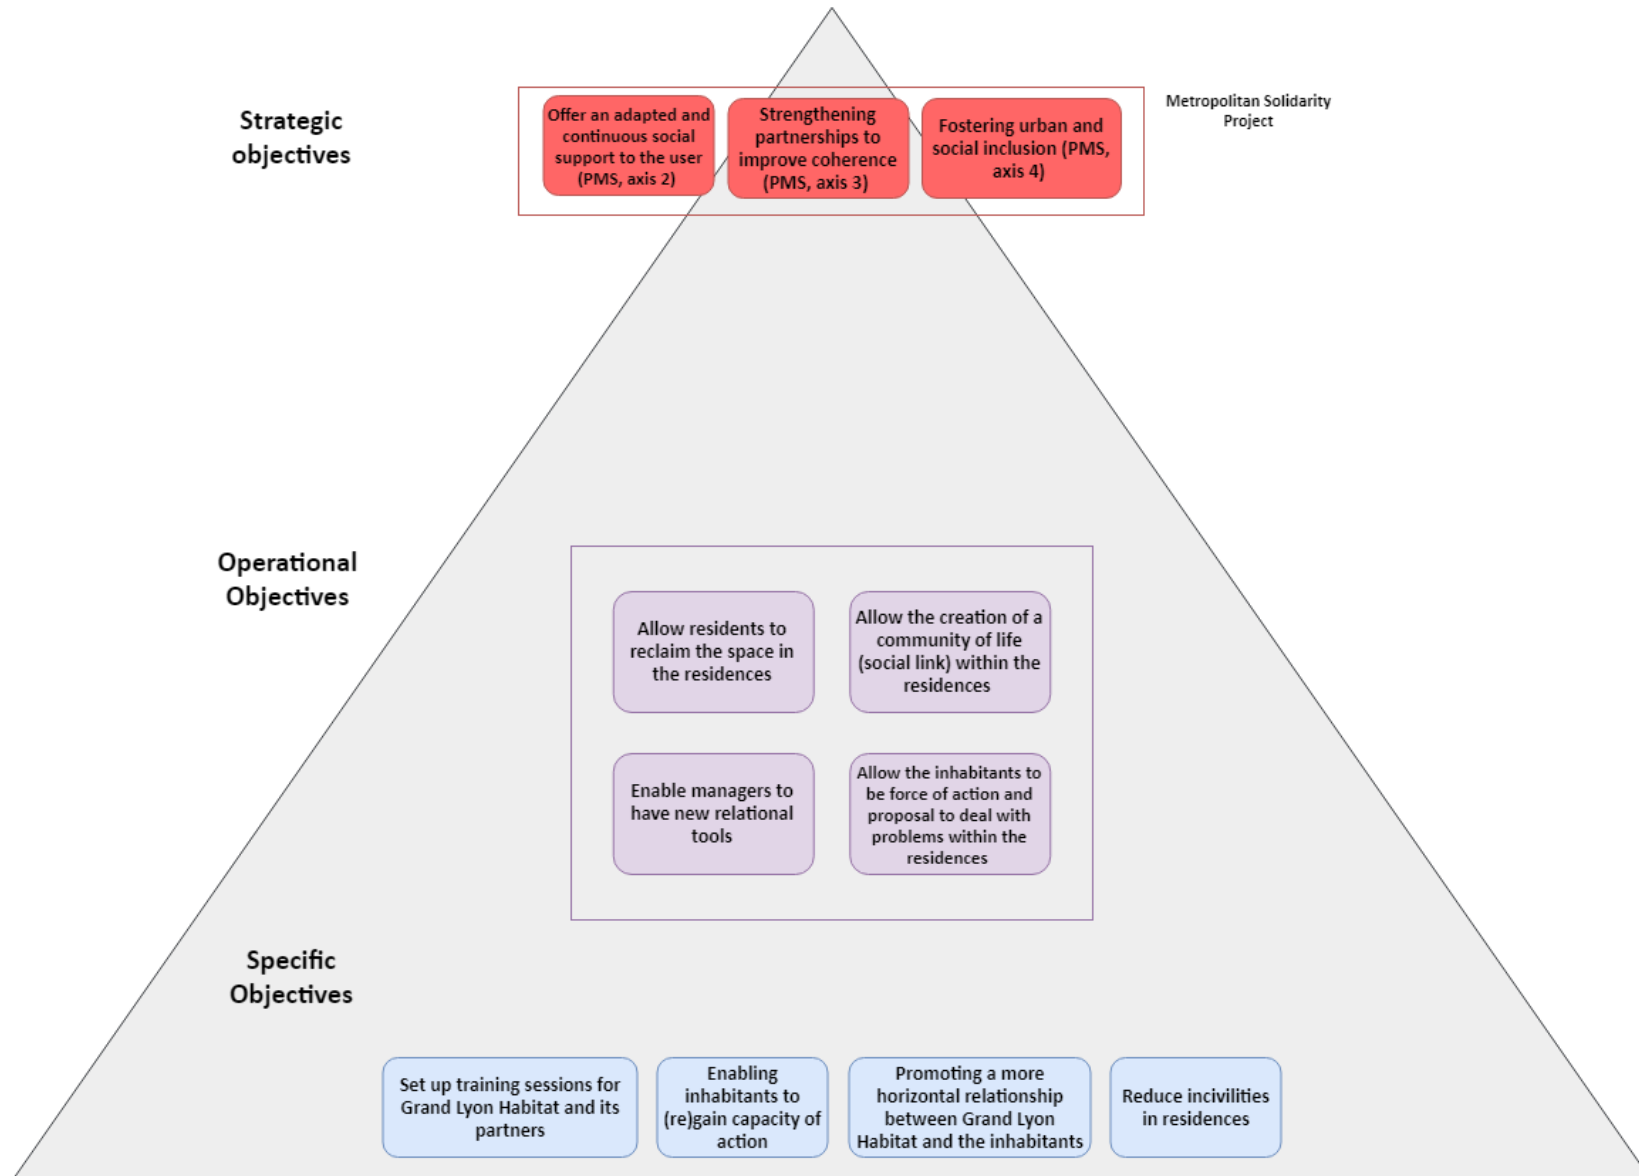 Strategic
objectives
Offer an adapted and
continuous social
support to the user
(PMS, axis 2)
Strengthening
partnerships to
improve coherence
(PMS, axis 3)
Fostering urban and
social inclusion (PMS,
axis 4)
Metropolitan Solidarity
Project
Operational
Objectives
Allow residents to
reclaim the space in
the residences
Allow the creation of a
community of life
(social link) within the
residences
Enable managers to
have new relational
tools
Allow the inhabitants to
be force of action and
proposal to deal with
problems within the
residences
Specific
Objectives
Set up training sessions for
Grand Lyon Habitat and its
partners
Enabling
inhabitants to
(re)gain capacity of
action
Promoting a more
horizontal relationship
between Grand Lyon
Habitat and the inhabitants
Reduce incivilities
in residences